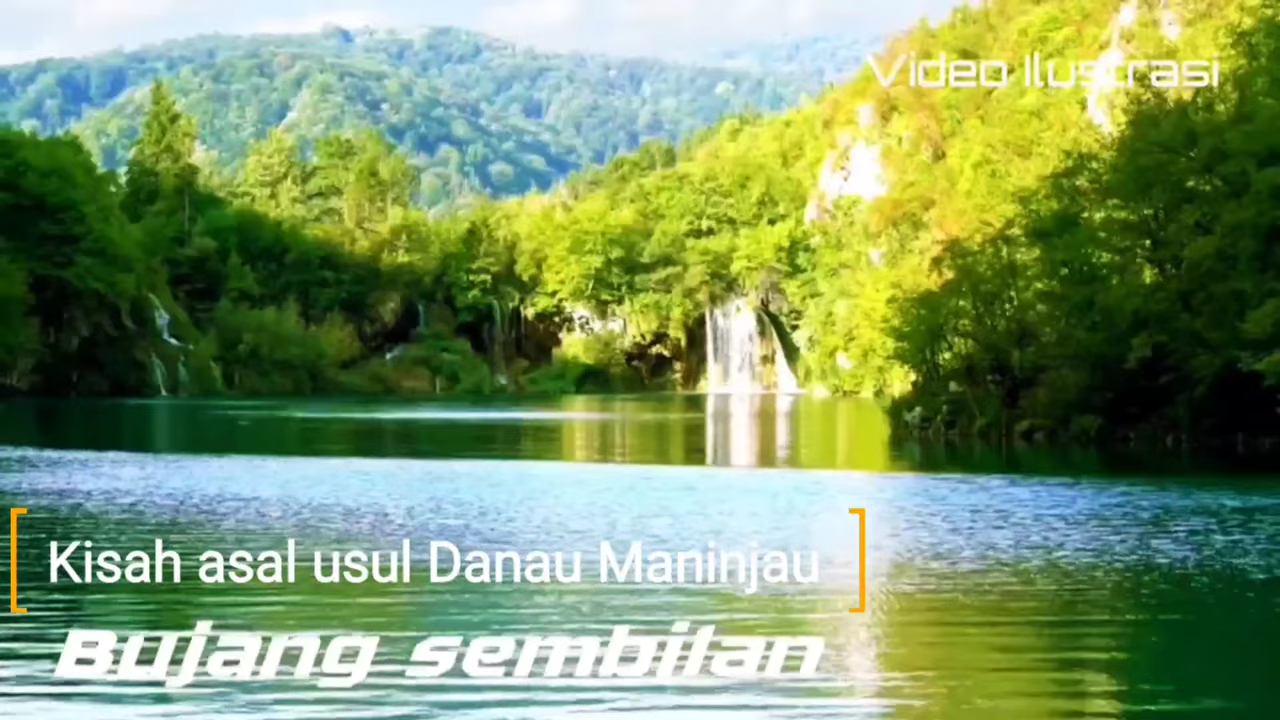 Video Ilustrasi
Kisah asal usul Danau Maninjau
Bujang sembilan